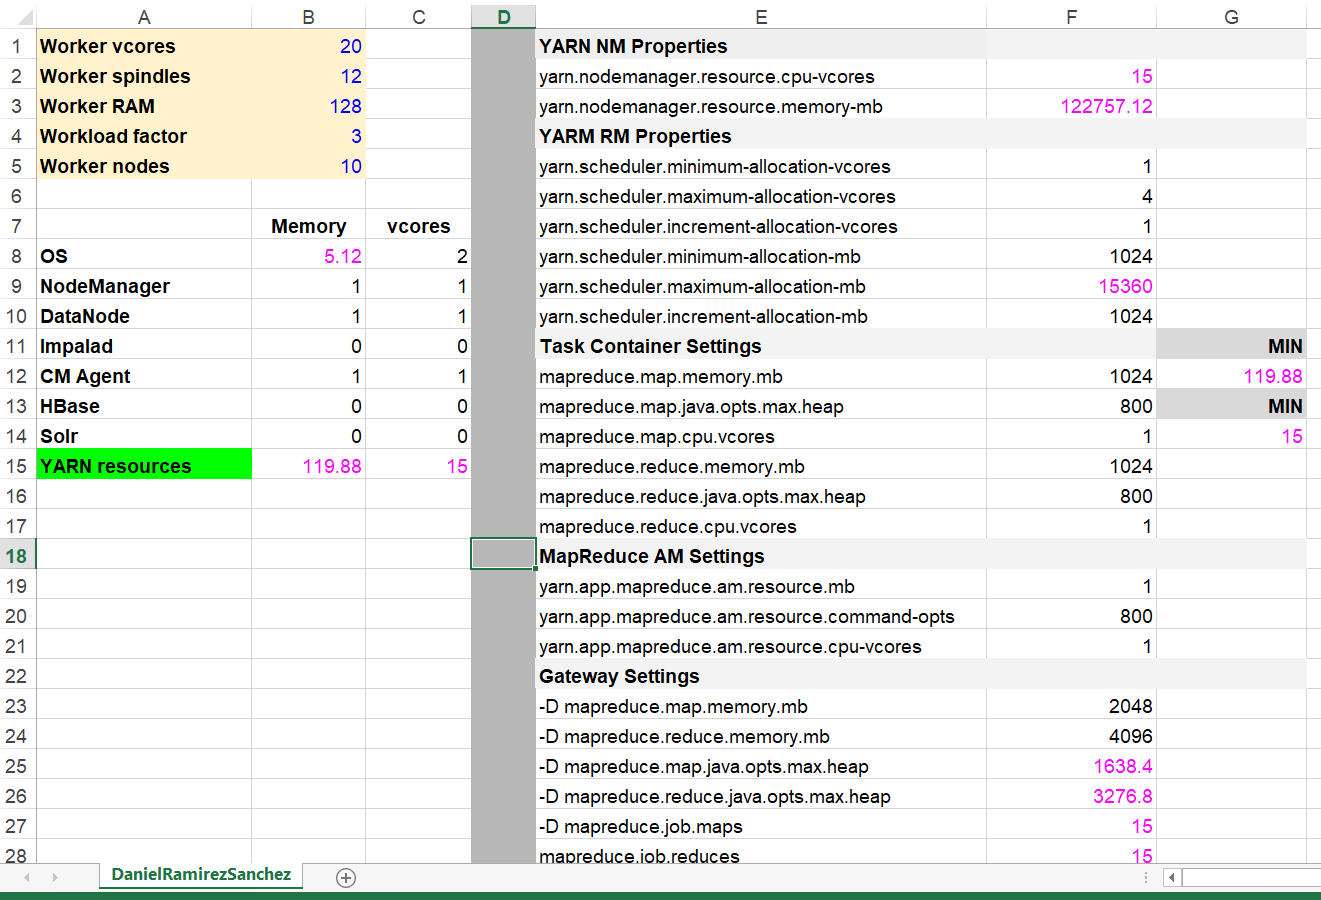 A B C D E F G
1 Worker vcores 20 YARN NM Properties
2 Worker spindles 12 yarn.nodemanager.resource.cpu-vcores 15
3 Worker RAM 128 yarn.nodemanager.resource.memory-mb 122757.12
4 Workload factor 3 YARM RM Properties
5 Worker nodes 10 yarn.scheduler.minimum-allocation-vcores 1
6 yarn.scheduler.maximum-allocation-vcores 4
7 Memory vcores yarn.scheduler.increment-allocation-vcores 1
8 OS 5.12 2 yarn.scheduler.minimum-allocation-mb 1024
9 NodeManager 1 1 yarn.scheduler.maximum-allocation-mb 15360
10 DataNode 1 1 yarn.scheduler.increment-allocation-mb 1024
11 Impalad 0 0 Task Container Settings MIN
12 CM Agent 1 1 mapreduce.map.memory.mb 1024 119.88
13 HBase 0 0 mapreduce.map.java.opts.max.heap 800 MIN
14 Solr 0 0 mapreduce.map.cpu.vcores 1 15
15 YARN resources 119.88 15 mapreduce.reduce.memory.mb 1024
16 mapreduce.reduce.java.opts.max.heap 800
17 mapreduce.reduce.cpu.vcores 1
18 MapReduce AM Settings
19 yarn.app.mapreduce.am.resource.mb 1
20 yarn.app.mapreduce.am.resource.command-opts 800
21 yarn.app.mapreduce.am.resource.cpu-vcores 1
22 Gateway Settings
23 -D mapreduce.map.memory.mb 2048
24 -D mapreduce.reduce.memory.mb 4096
25 -D mapreduce.map.java.opts.max.heap 1638.4
26 -D mapreduce.reduce.java.opts.max.heap 3276.8
27 -D mapreduce.job.maps 15
28 mapreduce.job.reduces 15
DanielRamirezSanchez